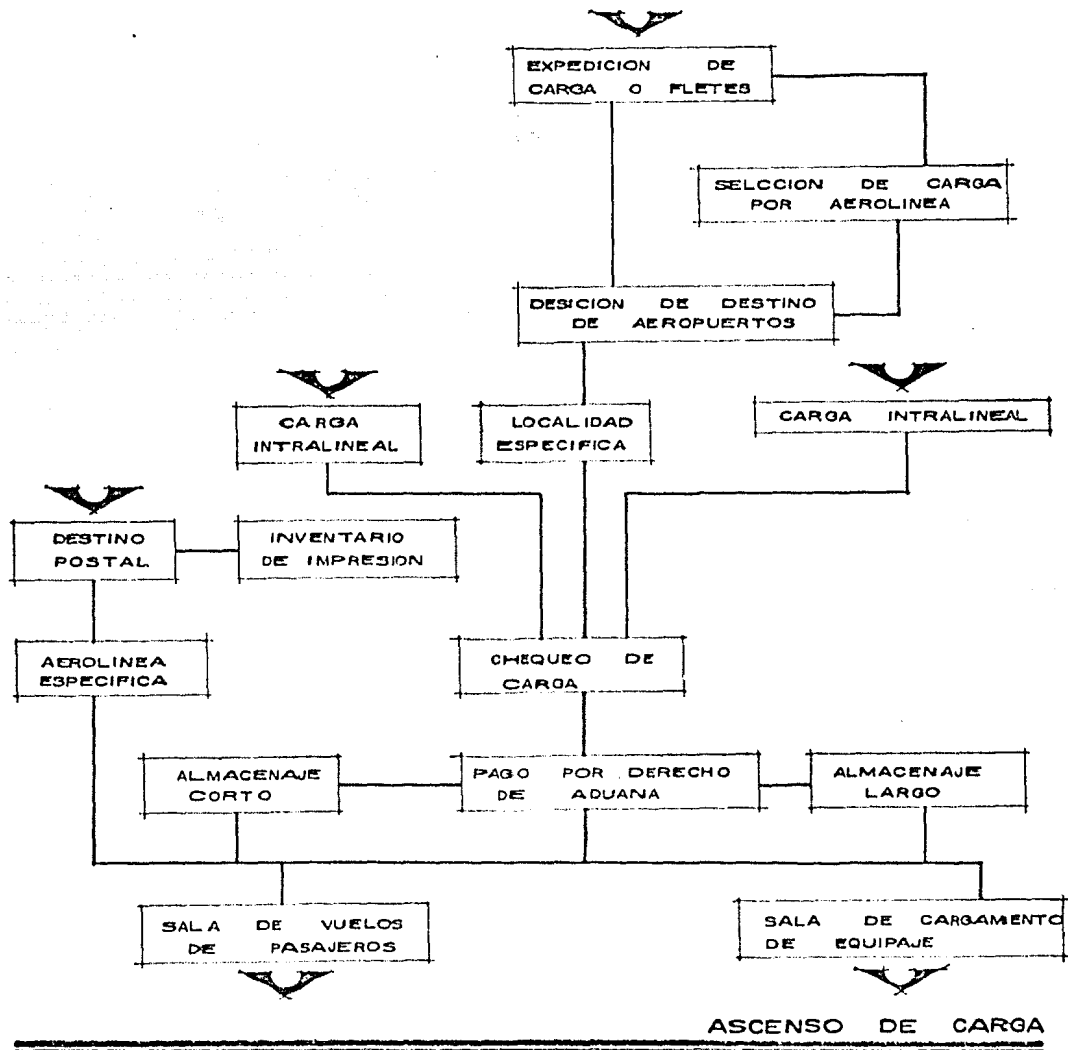 EXPEDICION DE
CARGA O FLETES
SELCCION DE CARGA
POR AEROLINEA
DESICION DE DESTINO
DE AEROPUERTOS
CARGA
INTRALINEAL
LOCALIDAD
ESPECIFICA
CARGA INTRALINEAL
DESTINO
POSTAL
INVENTARIO
DE IMPRESION
AEROLINEA
ESPECIFICA
CHEQUEO DE
CARGA
ALMACENAJE
CORTO
PAGO POR DERECHO
DE ADUANA
ALMACENAJE
LARGO
SALA DE VUELOS
DE PASAJEROS
SALA DE CARGAMENTO
DE EQUIPAJE
ASCENSO DE CARGA